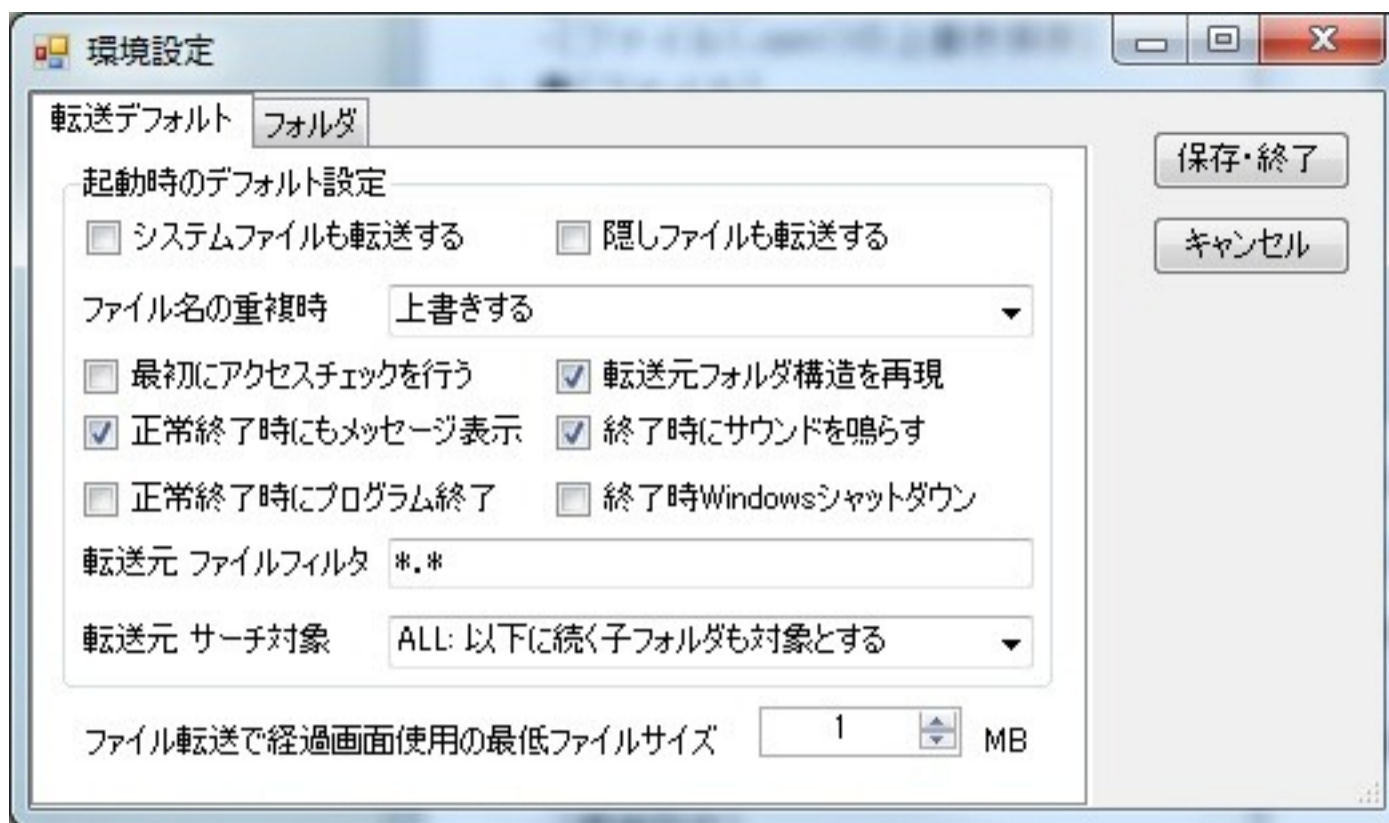 環境設定
転送デフォルト フォルダ
保存・終了
キャンセル
起動時のデフォルト設定
システムファイルも転送する 隠しファイルも転送する
ファイル名の重複時 上書きする
最初にアクセスチェックを行う 転送元フォルダ構造を再現
正常終了時にもメッセージ表示 終了時にサウンドを鳴らす
正常終了時にプログラム終了 終了時Windowsシャットダウン
転送元 ファイルフィルタ *.*
転送元 サーチ対象 ALL: 以下に続く子フォルダも対象とする
ファイル転送で経過画面使用の最低ファイルサイズ 1 MB